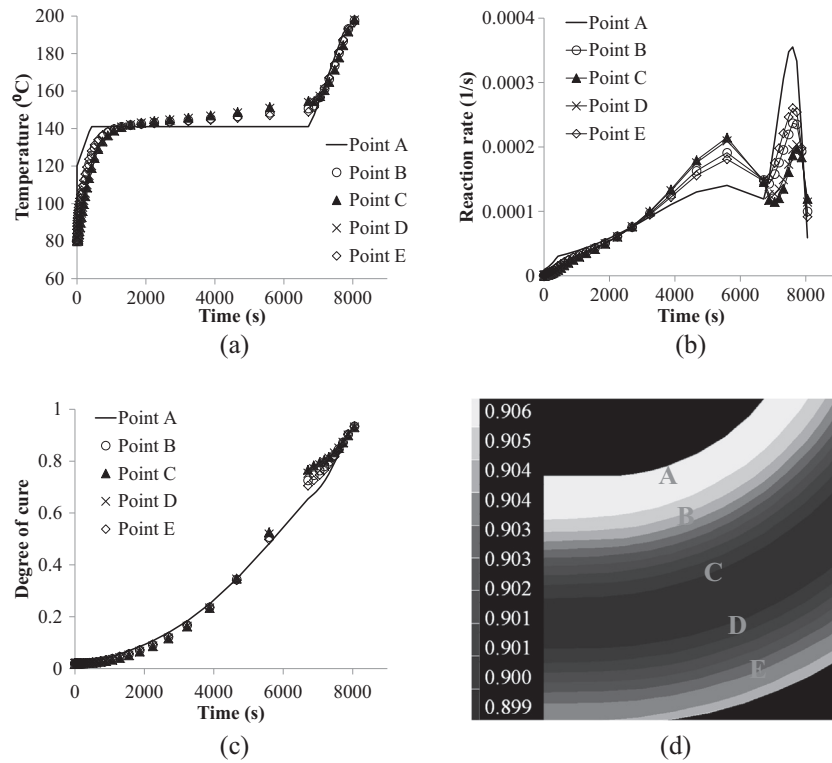 200
180
160
140
120
100
80
60
Temperature (⁰C)
Point A
Point B
Point C
Point D
Point E
0 2000 4000 6000 8000
Time (s)
(a)
0.0004
0.0003
0.0002
0.0001
0
Reaction rate (1/s)
Point A
Point B
Point C
Point D
Point E
0 2000 4000 6000 8000
Time (s)
(b)
1
0.8
0.6
0.4
0.2
0
Degree of cure
Point A
Point B
Point C
Point D
Point E
0 2000 4000 6000 8000
Time (s)
(c)
0.906
0.905
0.904
0.904
0.903
0.903
0.902
0.901
0.901
0.900
0.899
A
B
C
D
E
(d)